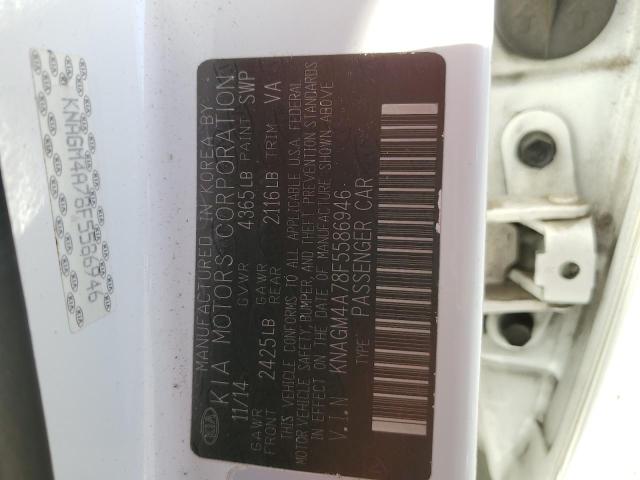 MANUFACTURED IN KOREA BY
KIA MOTORS CORPORATION
11/14 GVWR 4365LB PAINT SWP
GAWR FRONT 2425LB GAWR REAR 2116LB TRIM VA
THIS VEHICLE CONFORMS TO ALL APPLICABLE U.S.A. FEDERAL
MOTOR VEHICLE SAFETY, BUMPER, AND THEFT PREVENTION STANDARDS
IN EFFECT ON THE DATE OF MANUFACTURE SHOWN ABOVE.
V.I.N KNAGM4A78F5586946
TYPE PASSENGER CAR
KIA
KNAGM4A78F5586946